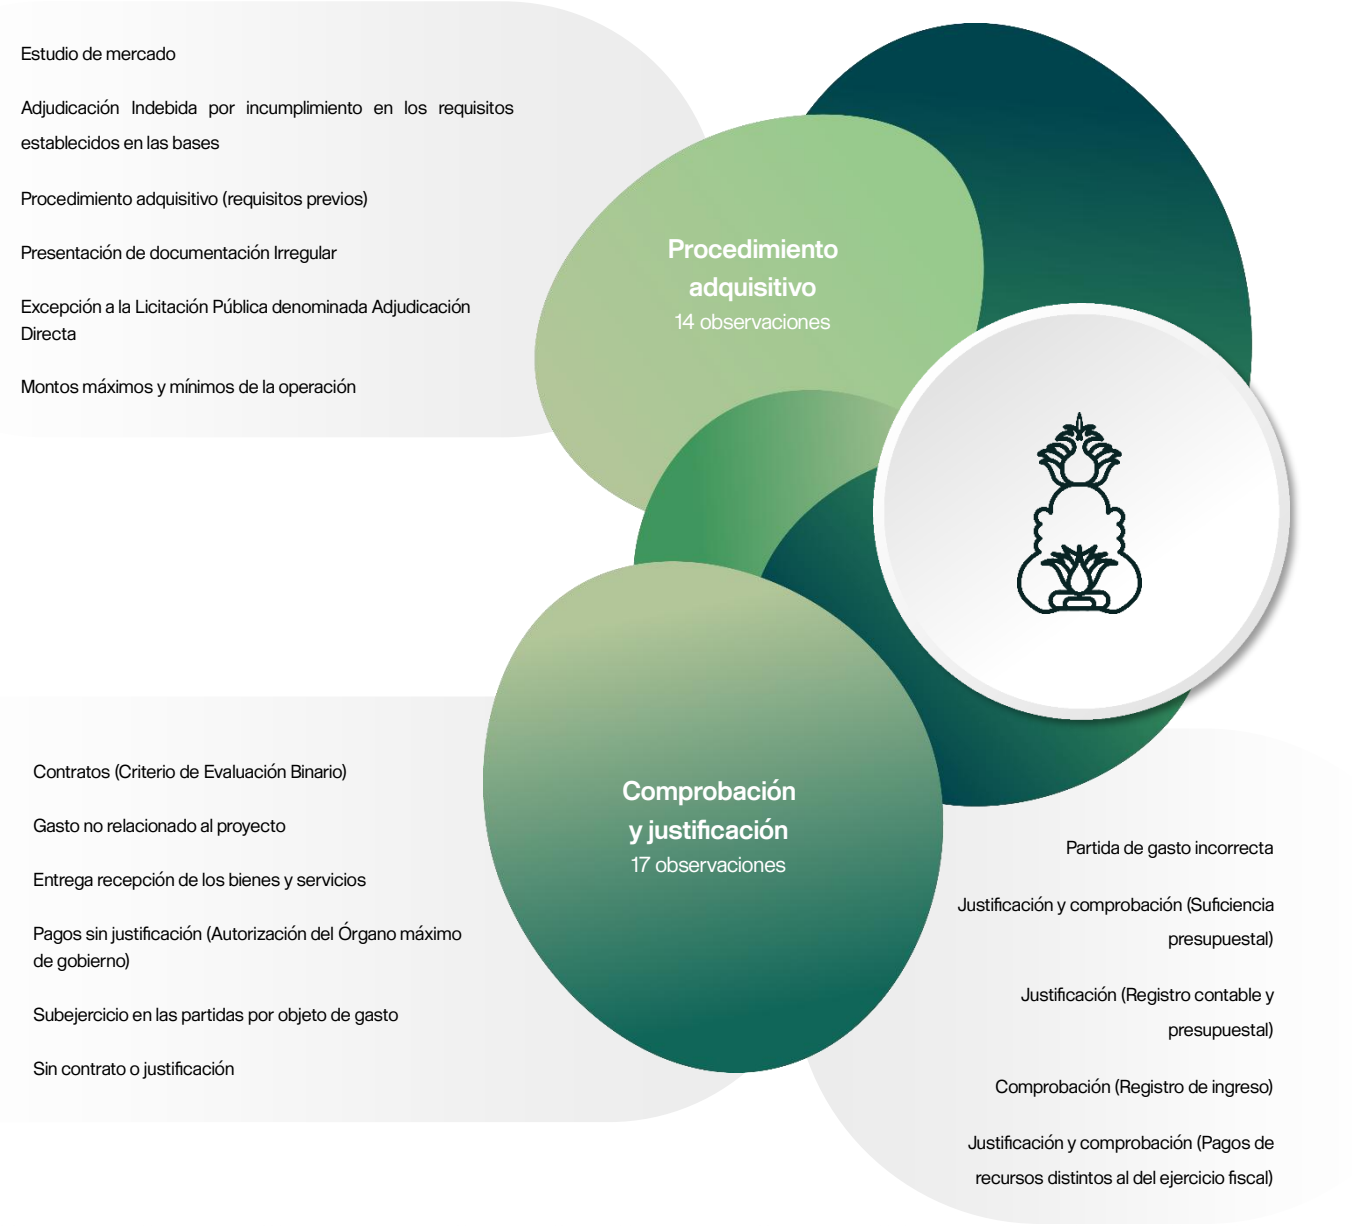 Estudio de mercado
Adjudicación Indebida por incumplimiento en los requisitos
establecidos en las bases
Procedimiento adquisitivo (requisitos previos)
Presentación de documentación Irregular
Excepción a la Licitación Pública denominada Adjudicación
Directa
Montos máximos y mínimos de la operación
Procedimiento
adquisitivo
14 observaciones
Contratos (Criterio de Evaluación Binario)
Gasto no relacionado al proyecto
Entrega recepción de los bienes y servicios
Pagos sin justificación (Autorización del Órgano máximo
de gobierno)
Subejercicio en las partidas por objeto de gasto
Sin contrato o justificación
Comprobación
y justificación
17 observaciones
Partida de gasto incorrecta
Justificación y comprobación (Suficiencia
presupuestal)
Justificación (Registro contable y
presupuestal)
Comprobación (Registro de ingreso)
Justificación y comprobación (Pagos de
recursos distintos al del ejercicio fiscal)